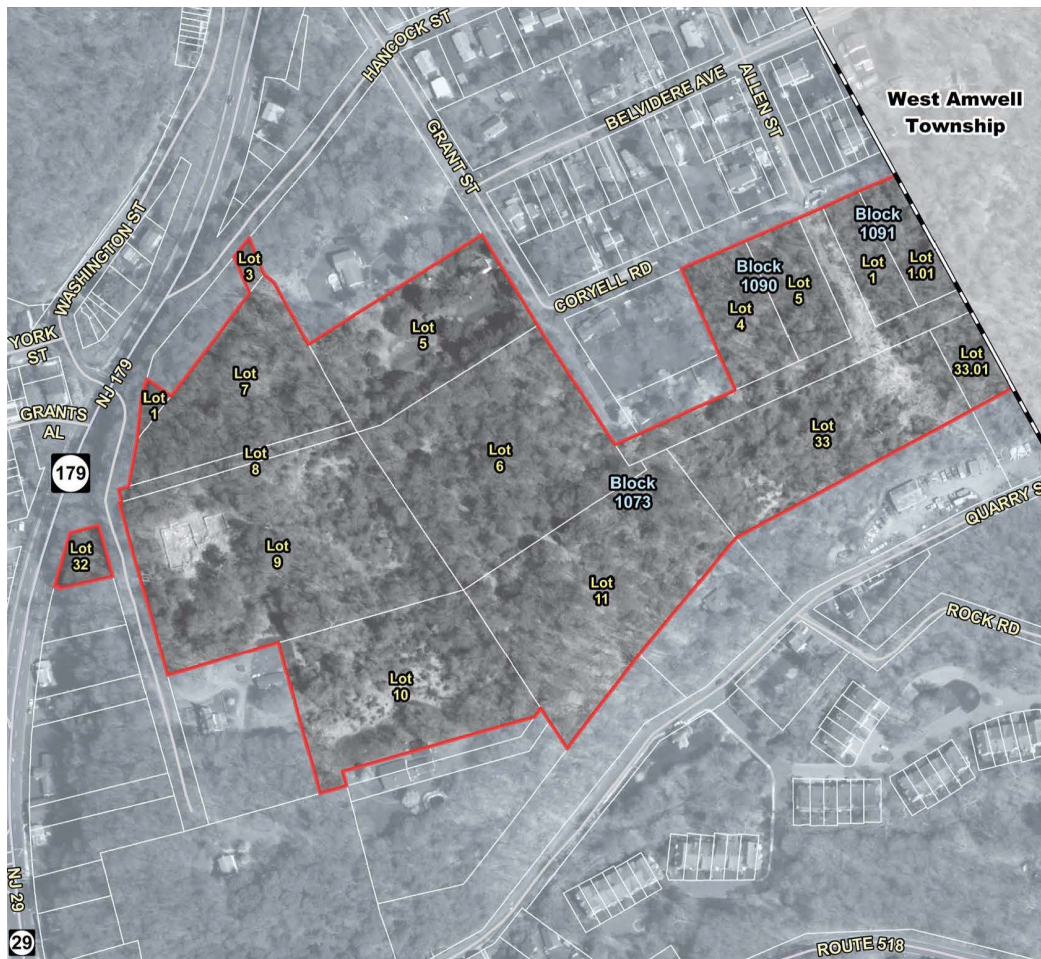 HANCOCK ST
BELVIDERE AVE
ALLEN ST
West Amwell
Township
GRANT ST
WASHINGTON ST
Lot
3
CORYELL RD
Block
1091
Lot
1
Lot
1.01
Block
1090
Lot
5
Lot
4
YORK
ST
NJ 179
Lot
5
Lot
7
Lot
1
GRANTS
AL
Lot
33.01
Lot
33
179
Lot
8
Lot
6
Block
1073
QUARRY S
Lot
32
Lot
9
Lot
11
ROCK RD
Lot
10
NJ 29
29
ROUTE 518